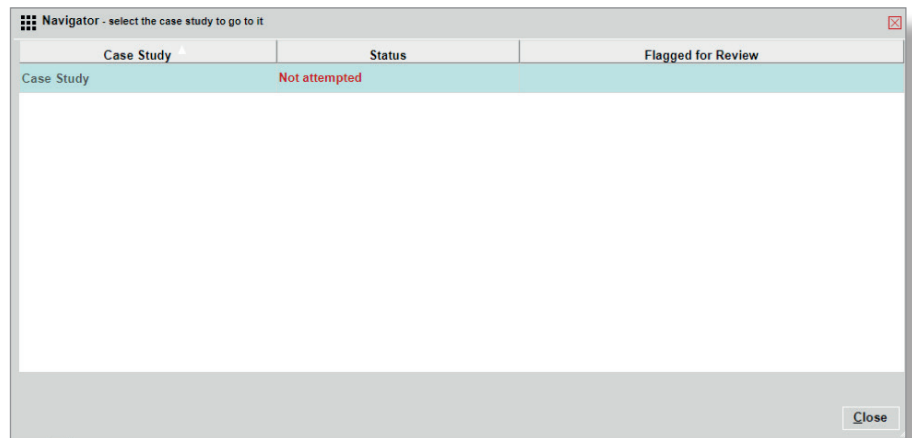 Navigator - select the case study to go to it
Case Study Status Flagged for Review
Case Study Not attempted
Close